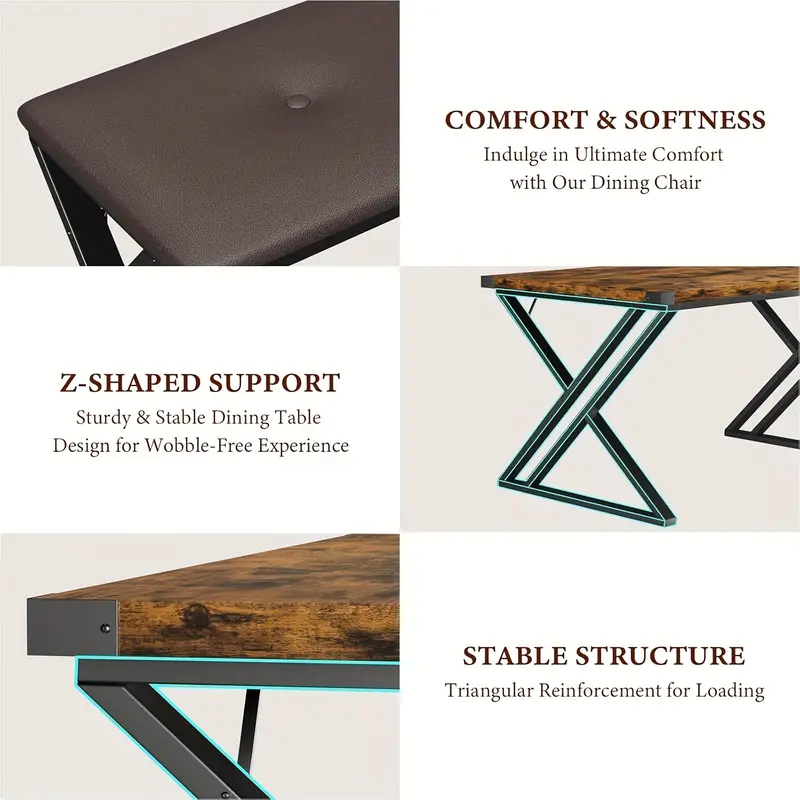 COMFORT & SOFTNESS
Indulge in Ultimate Comfort
with Our Dining Chair
Z-SHAPED SUPPORT
Sturdy & Stable Dining Table
Design for Wobble-Free Experience
STABLE STRUCTURE
Triangular Reinforcement for Loading